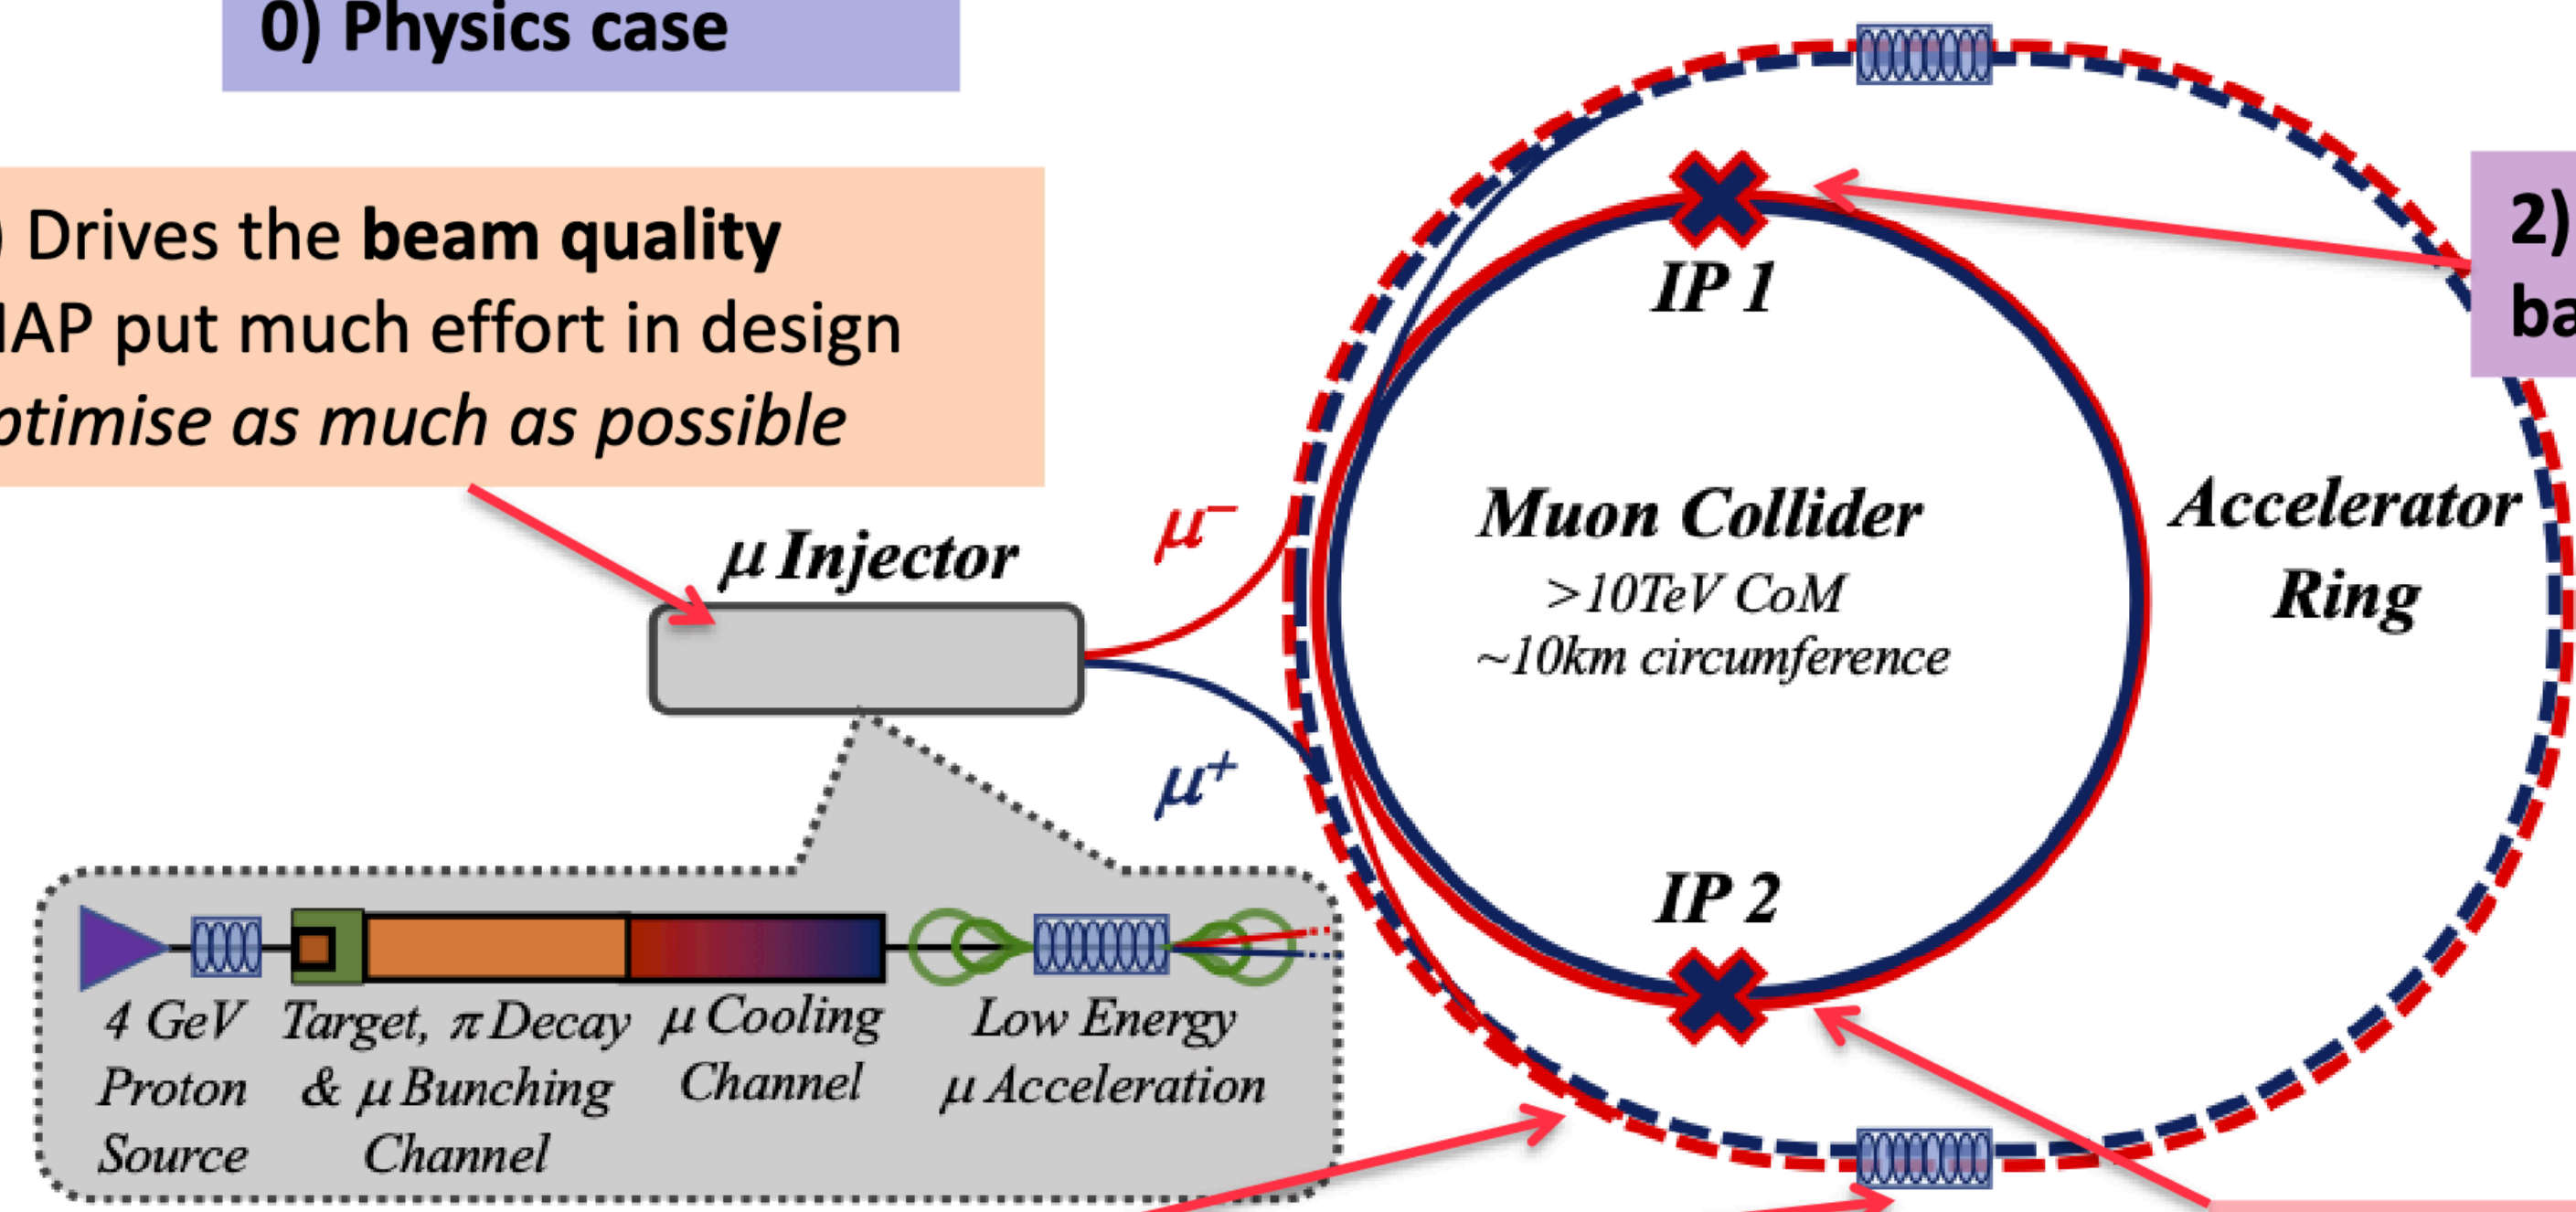 0) Physics case
) Drives the beam quality
AP put much effort in design
ptimise as much as possible
2)
ba
μ Injector
μ⁻
μ⁺
IP 1
Muon Collider
>10TeV CoM
~10km circumference
IP 2
Accelerator
Ring
4 GeV
Proton
Source
Target, π Decay
& μ Bunching
Channel
μ Cooling
Channel
Low Energy
μ Acceleration